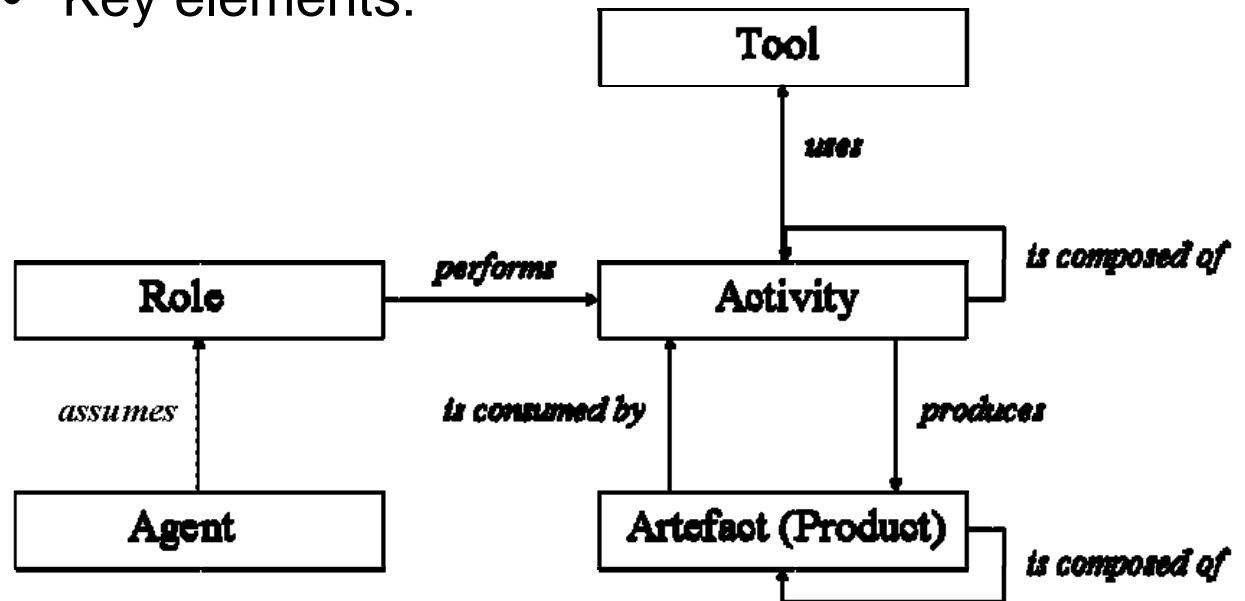 • Key elements:
Tool
uses
is composed of
performs
Role
Activity
assumes
is consumed by
produces
Agent
Artefact (Product)
is composed of